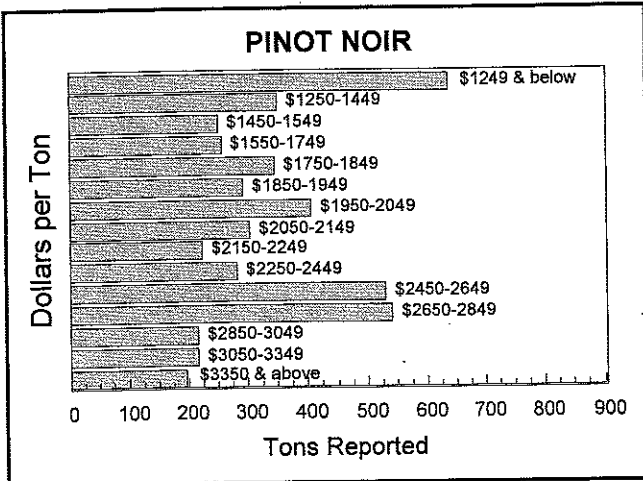 PINOT NOIR
Dollars per Ton
$1249 & below
$1250-1449
$1450-1549
$1550-1749
$1750-1849
$1850-1949
$1950-2049
$2050-2149
$2150-2249
$2250-2449
$2450-2649
$2650-2849
$2850-3049
$3050-3349
$3350 & above
0 100 200 300 400 500 600 700 800 900
Tons Reported